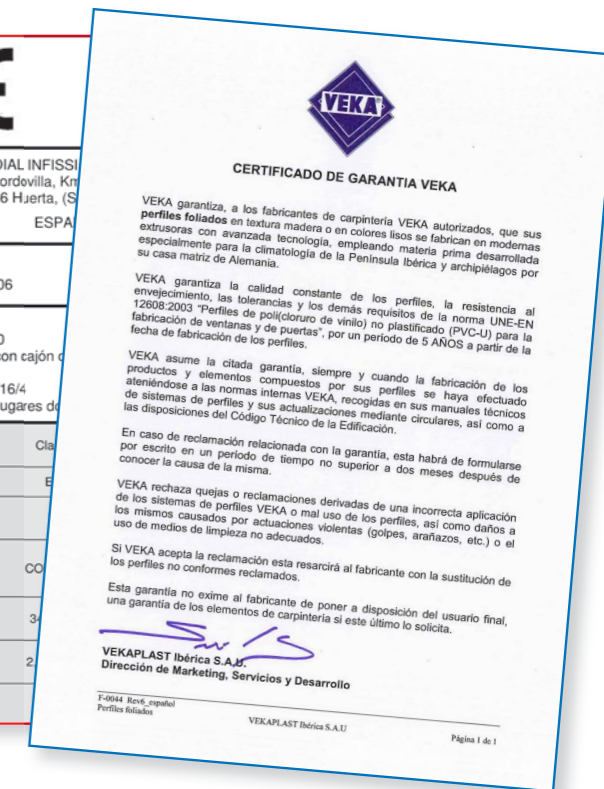 DIAL INFISSI
ordovilla, Km
6 Huerta, (S
ESPA
06
0
on cajón d
16/4
ugares de
Cla
E
CO
34
2,
VEKA
CERTIFICADO DE GARANTIA VEKA
VEKA garantiza, a los fabricantes de carpintería VEKA autorizados, que sus
perfiles foliados en textura madera o en colores lisos se fabrican en modernas
extrusoras con avanzada tecnología, empleando materia prima desarrollada
especialmente para la climatología de la Península Ibérica y archipiélagos por
su casa matriz de Alemania.
VEKA garantiza la calidad constante de los perfiles, la resistencia al
envejecimiento, las tolerancias y los demás requisitos de la norma UNE-EN
12608:2003 "Perfiles de poli(cloruro de vinilo) no plastificado (PVC-U) para la
fabricación de ventanas y de puertas", por un período de 5 AÑOS a partir de la
fecha de fabricación de los perfiles.
VEKA asume la citada garantía, siempre y cuando la fabricación de los
productos y elementos compuestos por sus perfiles se haya efectuado
ateniéndose a las normas internas VEKA, recogidas en sus manuales técnicos
de sistemas de perfiles y sus actualizaciones mediante circulares, así como a
las disposiciones del Código Técnico de la Edificación.
En caso de reclamación relacionada con la garantía, esta habrá de formularse
por escrito en un período de tiempo no superior a dos meses después de
conocer la causa de la misma.
VEKA rechaza quejas o reclamaciones derivadas de una incorrecta aplicación
de los sistemas de perfiles VEKA o mal uso de los perfiles, así como daños a
los mismos causados por actuaciones violentas (golpes, arañazos, etc.) o el
uso de medios de limpieza no adecuados.
Si VEKA acepta la reclamación esta resarcirá al fabricante con la sustitución de
los perfiles no conformes reclamados.
Esta garantía no exime al fabricante de poner a disposición del usuario final,
una garantía de los elementos de carpintería si este último lo solicita.
VEKAPLAST Ibérica S.A.U.
Dirección de Marketing, Servicios y Desarrollo
F-0044 Rev6_español
Perfiles foliados
VEKAPLAST Ibérica S.A.U
Página 1 de 1